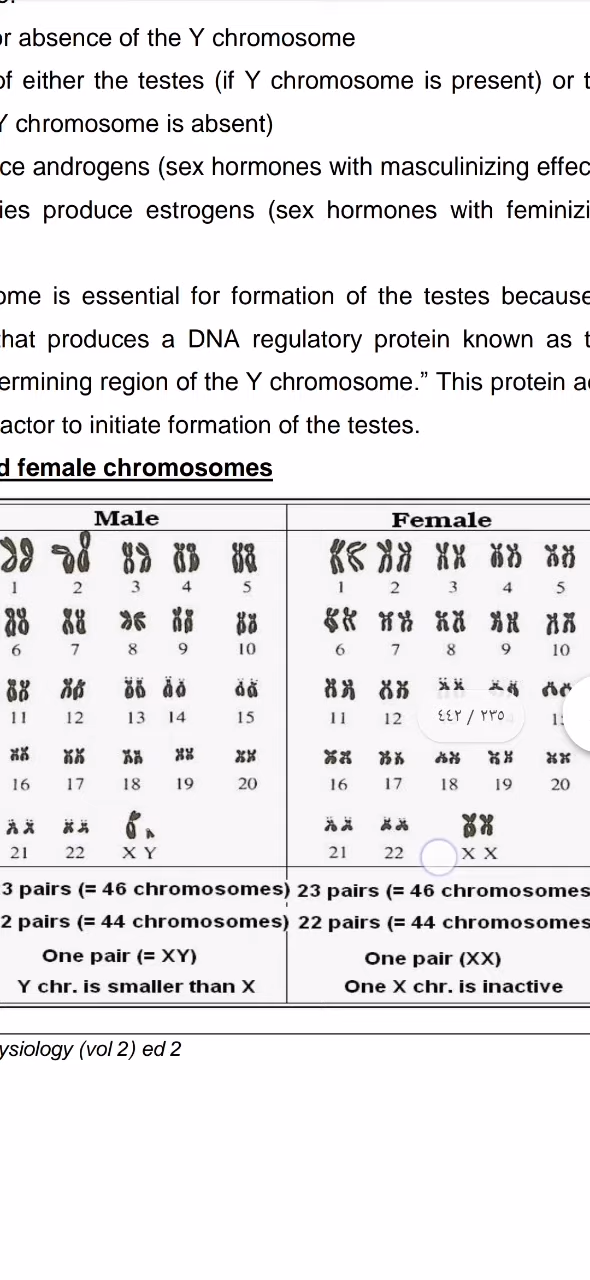 or absence of the Y chromosome
of either the testes (if Y chromosome is present) or t
Y chromosome is absent)
ce androgens (sex hormones with masculinizing effec
ies produce estrogens (sex hormones with feminizi
ome is essential for formation of the testes because
that produces a DNA regulatory protein known as t
ermining region of the Y chromosome.” This protein a
actor to initiate formation of the testes.
d female chromosomes
Male Female
1 2 3 4 5 1 2 3 4 5
6 7 8 9 10 6 7 8 9 10
11 12 13 14 15 11 12 ٤٤٢ / ٢٣٥ 1
16 17 18 19 20 16 17 18 19 20
21 22 X Y 21 22 X X
3 pairs (= 46 chromosomes) 23 pairs (= 46 chromosomes
2 pairs (= 44 chromosomes) 22 pairs (= 44 chromosomes
One pair (= XY) One pair (XX)
Y chr. is smaller than X One X chr. is inactive
ysiology (vol 2) ed 2